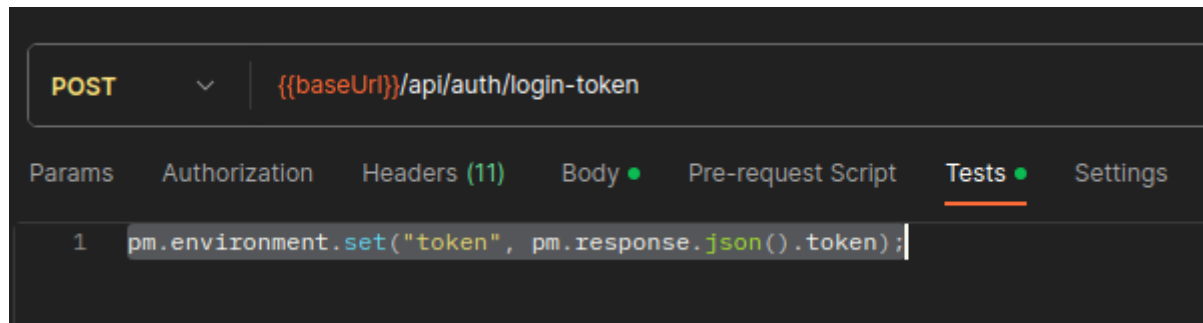 POST {{baseUrl}}/api/auth/login-token
Params Authorization Headers (11) Body Pre-request Script Tests Settings
1 pm.environment.set("token", pm.response.json().token);